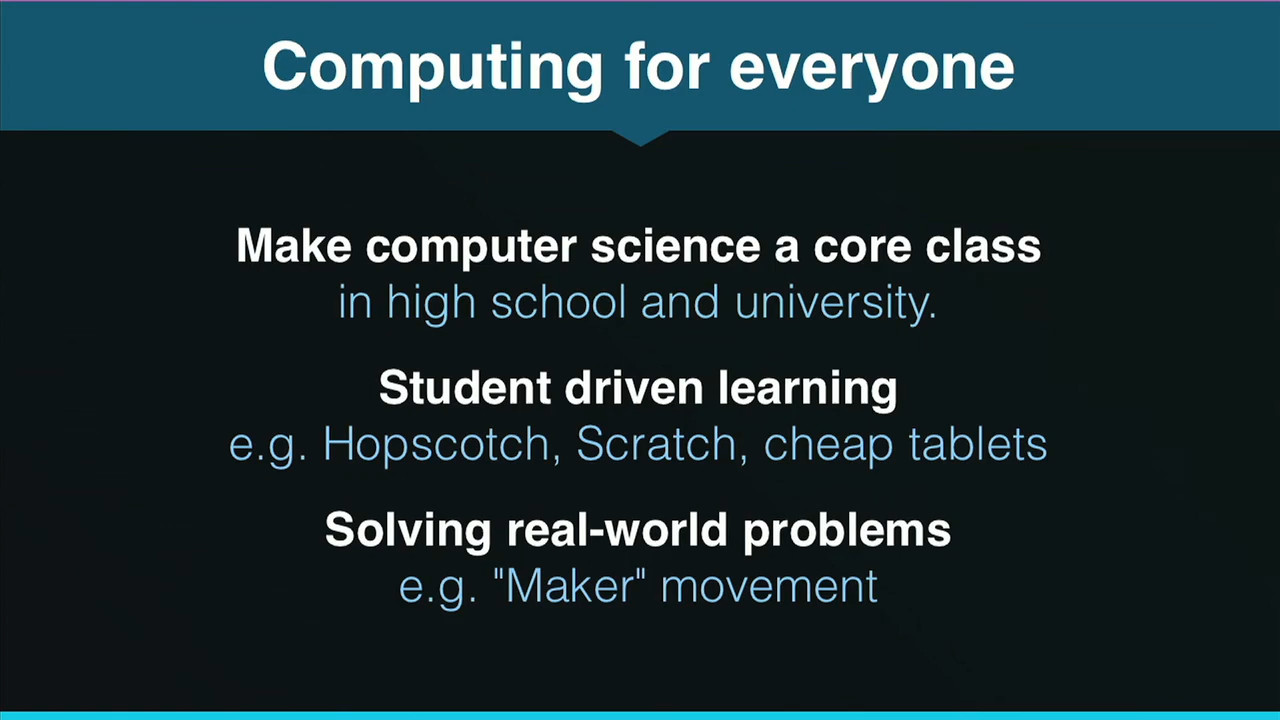 Computing for everyone
Make computer science a core class
in high school and university.
Student driven learning
e.g. Hopscotch, Scratch, cheap tablets
Solving real-world problems
e.g. "Maker" movement